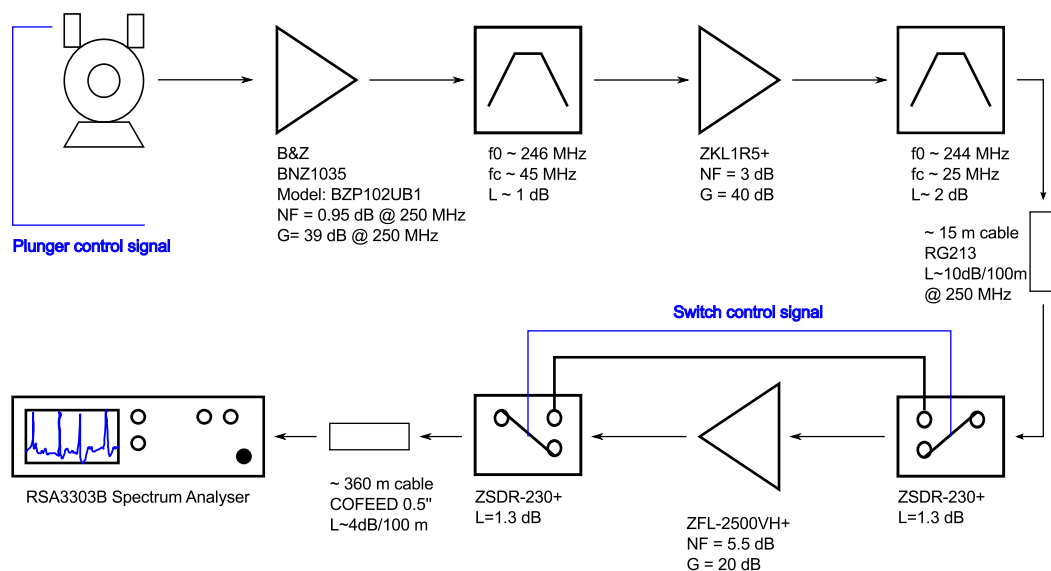 B&Z
BNZ1035
Model: BZP102UB1
NF = 0.95 dB @ 250 MHz
G= 39 dB @ 250 MHz
f0 ~ 246 MHz
fc ~ 45 MHz
L ~ 1 dB
ZKL1R5+
NF = 3 dB
G = 40 dB
f0 ~ 244 MHz
fc ~ 25 MHz
L~ 2 dB
Plunger control signal
~ 15 m cable
RG213
L~10dB/100m
@ 250 MHz
Switch control signal
RSA3303B Spectrum Analyser
~ 360 m cable
COFEED 0.5"
L~4dB/100 m
ZSDR-230+
L=1.3 dB
ZFL-2500VH+
NF = 5.5 dB
G = 20 dB
ZSDR-230+
L=1.3 dB